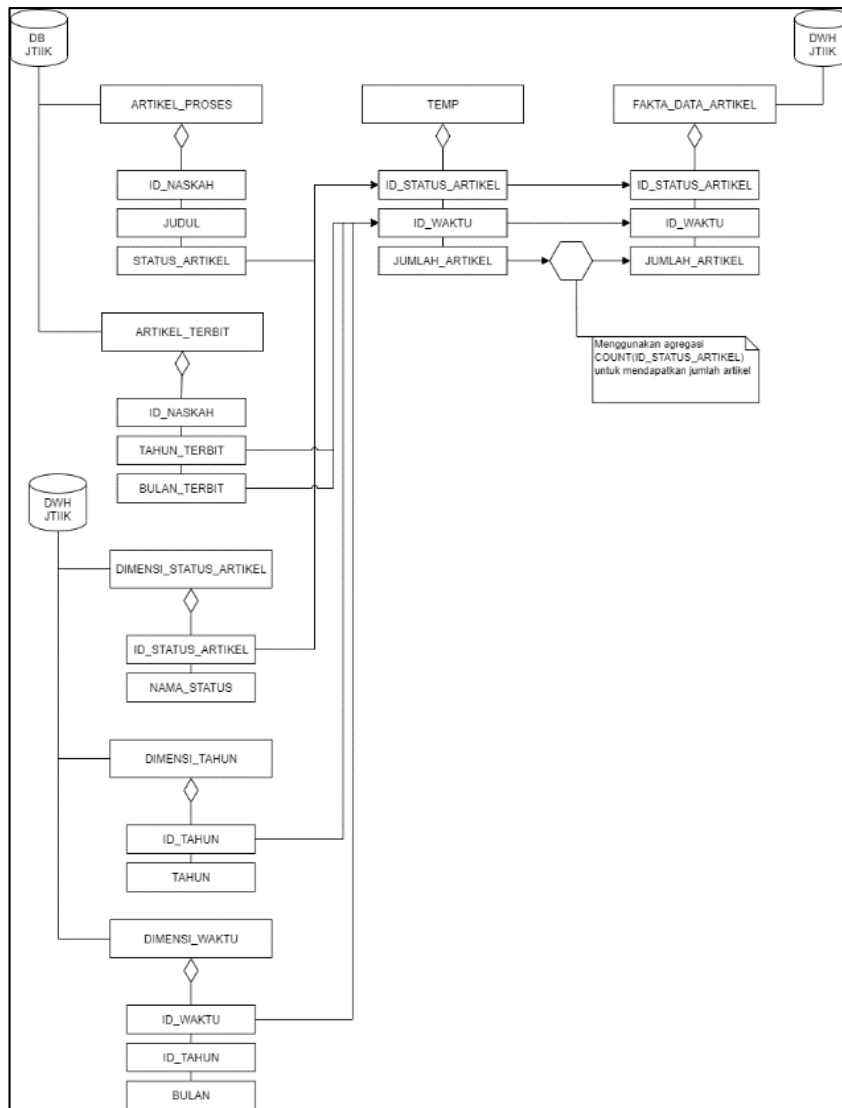 DB
JTIIK
DWH
JTIIK
ARTIKEL_PROSES
TEMP
FAKTA_DATA_ARTIKEL
ID_NASKAH
ID_STATUS_ARTIKEL
ID_STATUS_ARTIKEL
JUDUL
ID_WAKTU
ID_WAKTU
STATUS_ARTIKEL
JUMLAH_ARTIKEL
JUMLAH_ARTIKEL
ARTIKEL_TERBIT
Menggunakan agregasi
COUNT(ID_STATUS_ARTIKEL)
untuk mendapatkan jumlah artikel
ID_NASKAH
TAHUN_TERBIT
BULAN_TERBIT
DWH
JTIIK
DIMENSI_STATUS_ARTIKEL
ID_STATUS_ARTIKEL
NAMA_STATUS
DIMENSI_TAHUN
ID_TAHUN
TAHUN
DIMENSI_WAKTU
ID_WAKTU
ID_TAHUN
BULAN